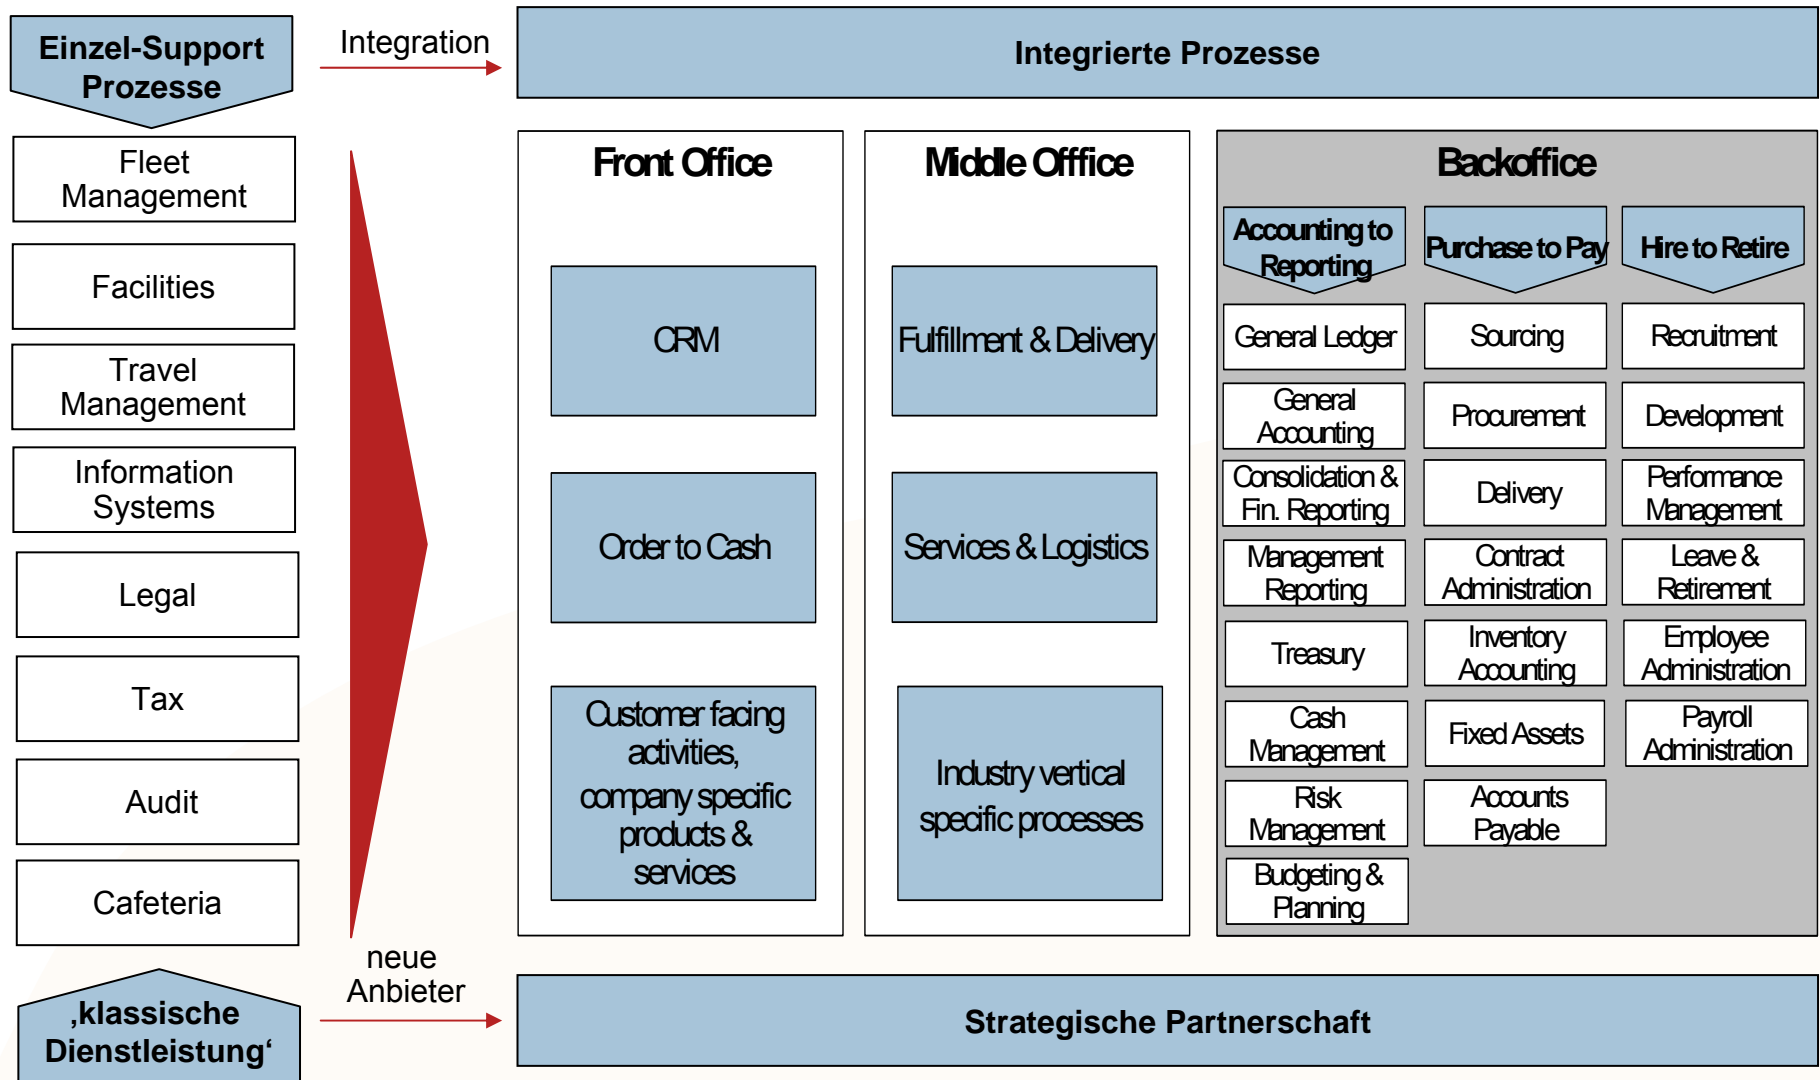 Einzel-Support
Prozesse
Integration
Integrierte Prozesse
Fleet
Management
Facilities
Travel
Management
Information
Systems
Legal
Tax
Audit
Cafeteria
‚klassische
Dienstleistung‘
neue
Anbieter
Front Office
CRM
Order to Cash
Customer facing
activities,
company specific
products &
services
Middle Offfice
Fulfillment & Delivery
Services & Logistics
Industry vertical
specific processes
Backoffice
Accounting to
Reporting
General Ledger
General
Accounting
Consolidation &
Fin. Reporting
Management
Reporting
Treasury
Cash
Management
Risk
Management
Budgeting &
Planning
Purchase to Pay
Sourcing
Procurement
Delivery
Contract
Administration
Inventory
Accounting
Fixed Assets
Accounts
Payable
Hire to Retire
Recruitment
Development
Performance
Management
Leave &
Retirement
Employee
Administration
Payroll
Administration
Strategische Partnerschaft